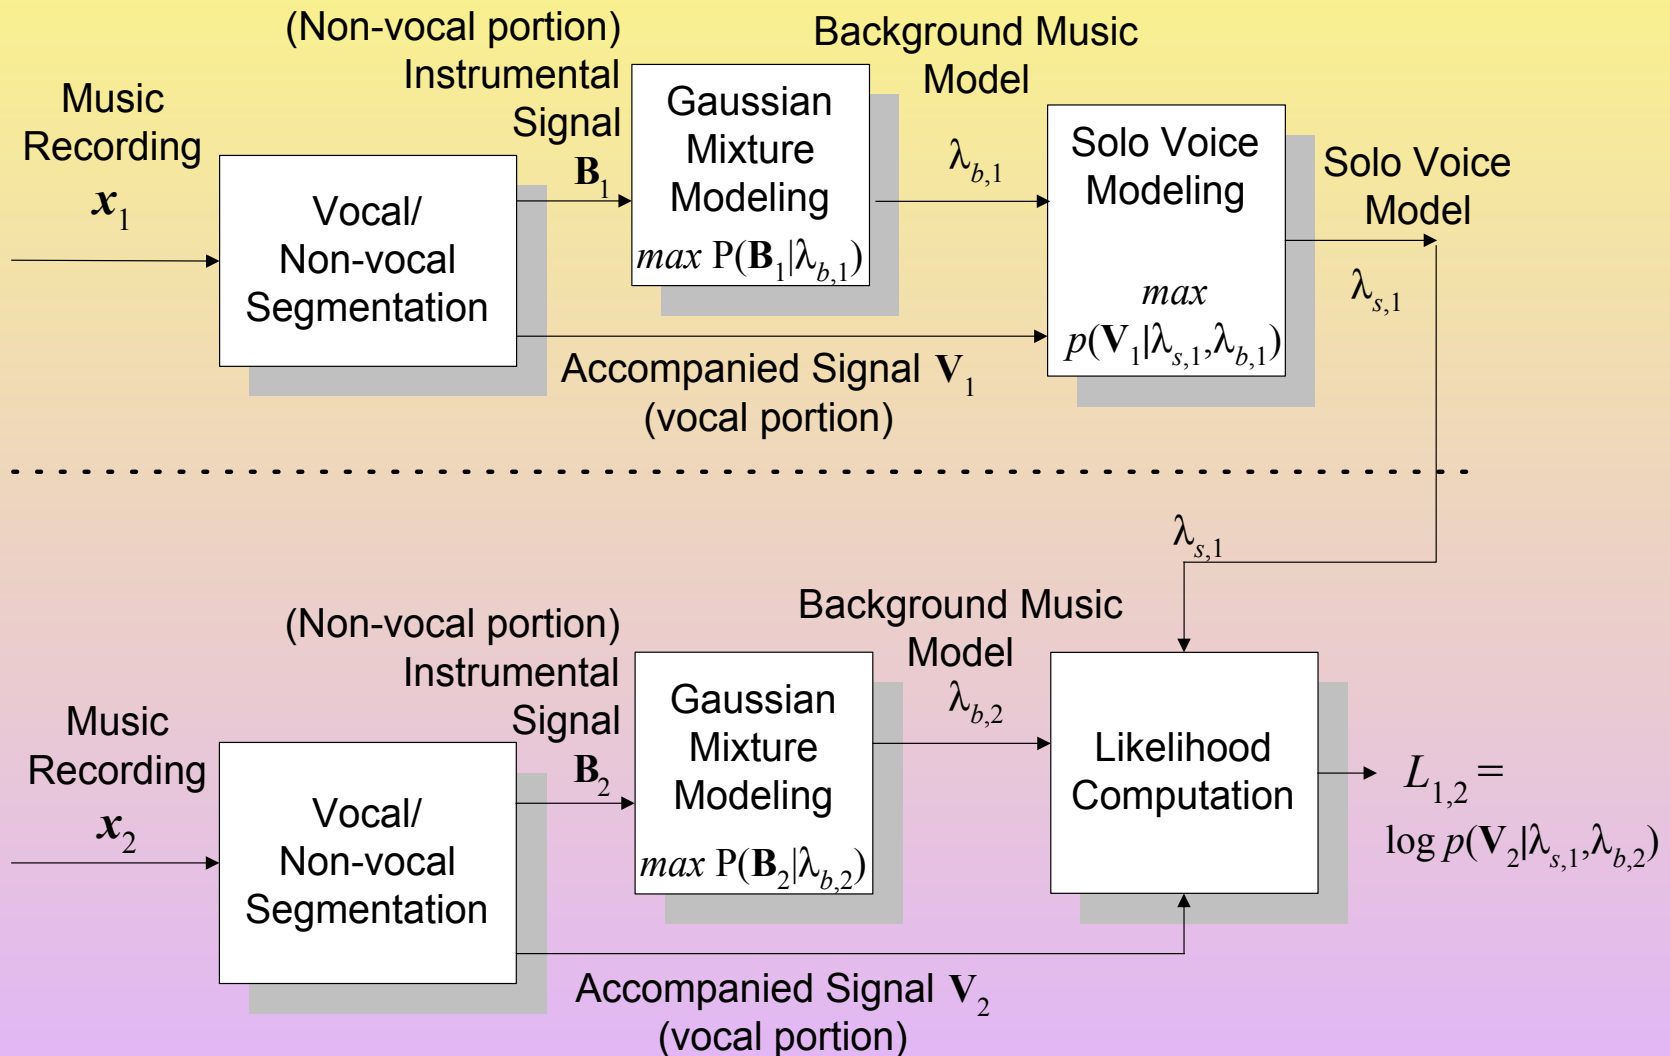 (Non-vocal portion)
Instrumental
Signal
B₁
Background Music
Model
λb,1
Music
Recording
x₁
Vocal/
Non-vocal
Segmentation
Gaussian
Mixture
Modeling
max P(B₁|λb,1)
Solo Voice
Modeling
max
p(V₁|λs,1,λb,1)
Solo Voice
Model
λs,1
Accompanied Signal V₁
(vocal portion)
λs,1
(Non-vocal portion)
Instrumental
Signal
B₂
Background Music
Model
λb,2
Music
Recording
x₂
Vocal/
Non-vocal
Segmentation
Gaussian
Mixture
Modeling
max P(B₂|λb,2)
Likelihood
Computation
L1,2 =
log p(V₂|λs,1,λb,2)
Accompanied Signal V₂
(vocal portion)